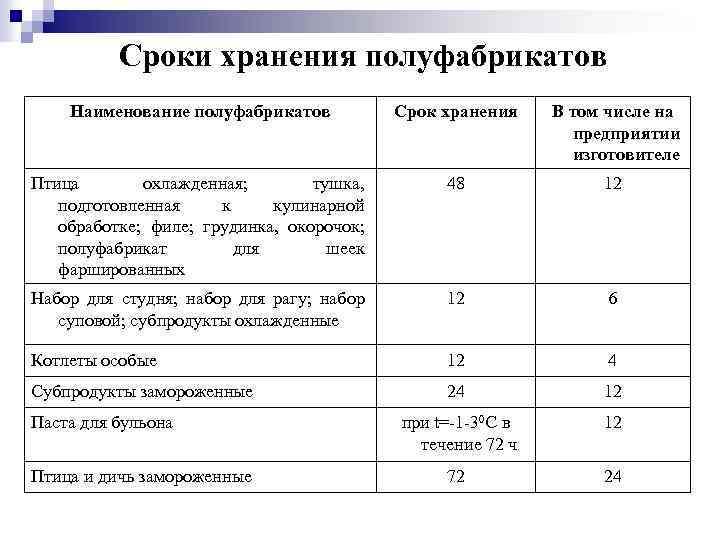 Сроки хранения полуфабрикатов
Наименование полуфабрикатов Срок хранения В том числе на
предприятии
изготовителе
Птица охлажденная; тушка, 48 12
подготовленная к кулинарной
обработке; филе; грудинка, окорочок;
полуфабрикат для шеек
фаршированных
Набор для студня; набор для рагу; набор 12 6
суповой; субпродукты охлажденные
Котлеты особые 12 4
Субпродукты замороженные 24 12
Паста для бульона при t=-1-3⁰С в 12
течение 72 ч
Птица и дичь замороженные 72 24